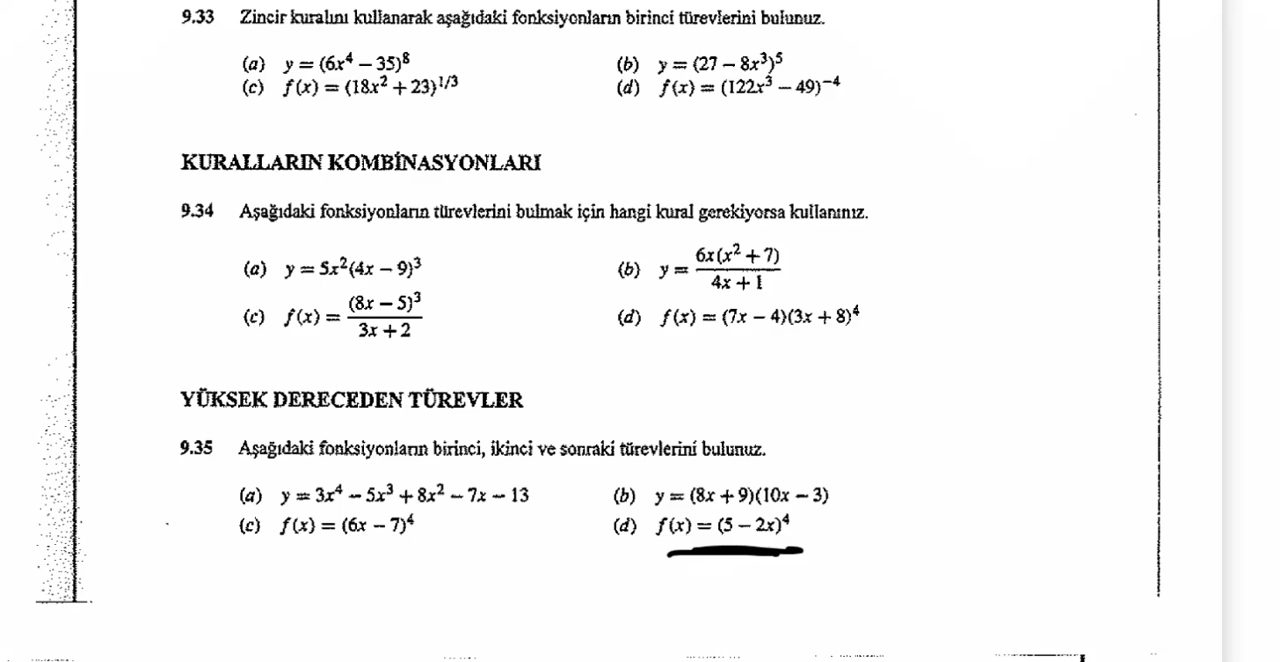 9.33 Zincir kuralını kullanarak aşağıdaki fonksiyonların birinci türevlerini bulunuz.
(a) y = (6x⁴ – 35)⁸ (b) y = (27 – 8x³)⁵
(c) f(x) = (18x² + 23)^1/3 (d) f(x) = (122x³ – 49)⁻⁴
KURALLARIN KOMBİNASYONLARI
9.34 Aşağıdaki fonksiyonların türevlerini bulmak için hangi kural gerekiyorsa kullanınız.
(a) y = 5x²(4x – 9)³ (b) y = 6x(x² + 7) / 4x + 1
(c) f(x) = (8x – 5)³ / 3x + 2 (d) f(x) = (7x – 4)(3x + 8)⁴
YÜKSEK DERECEDEN TÜREVLER
9.35 Aşağıdaki fonksiyonların birinci, ikinci ve sonraki türevlerini bulunuz.
(a) y = 3x⁴ – 5x³ + 8x² – 7x – 13 (b) y = (8x + 9)(10x – 3)
(c) f(x) = (6x – 7)⁴ (d) f(x) = (5 – 2x)⁴